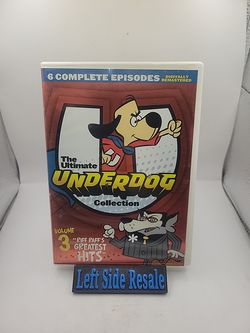 6 COMPLETE EPISODES DIGITALLY REMASTERED
U
The Ultimate
UNDERDOG
Collection
VOLUME
3 "RIFF RAFF'S
GREATEST
HITS"
Left Side Resale